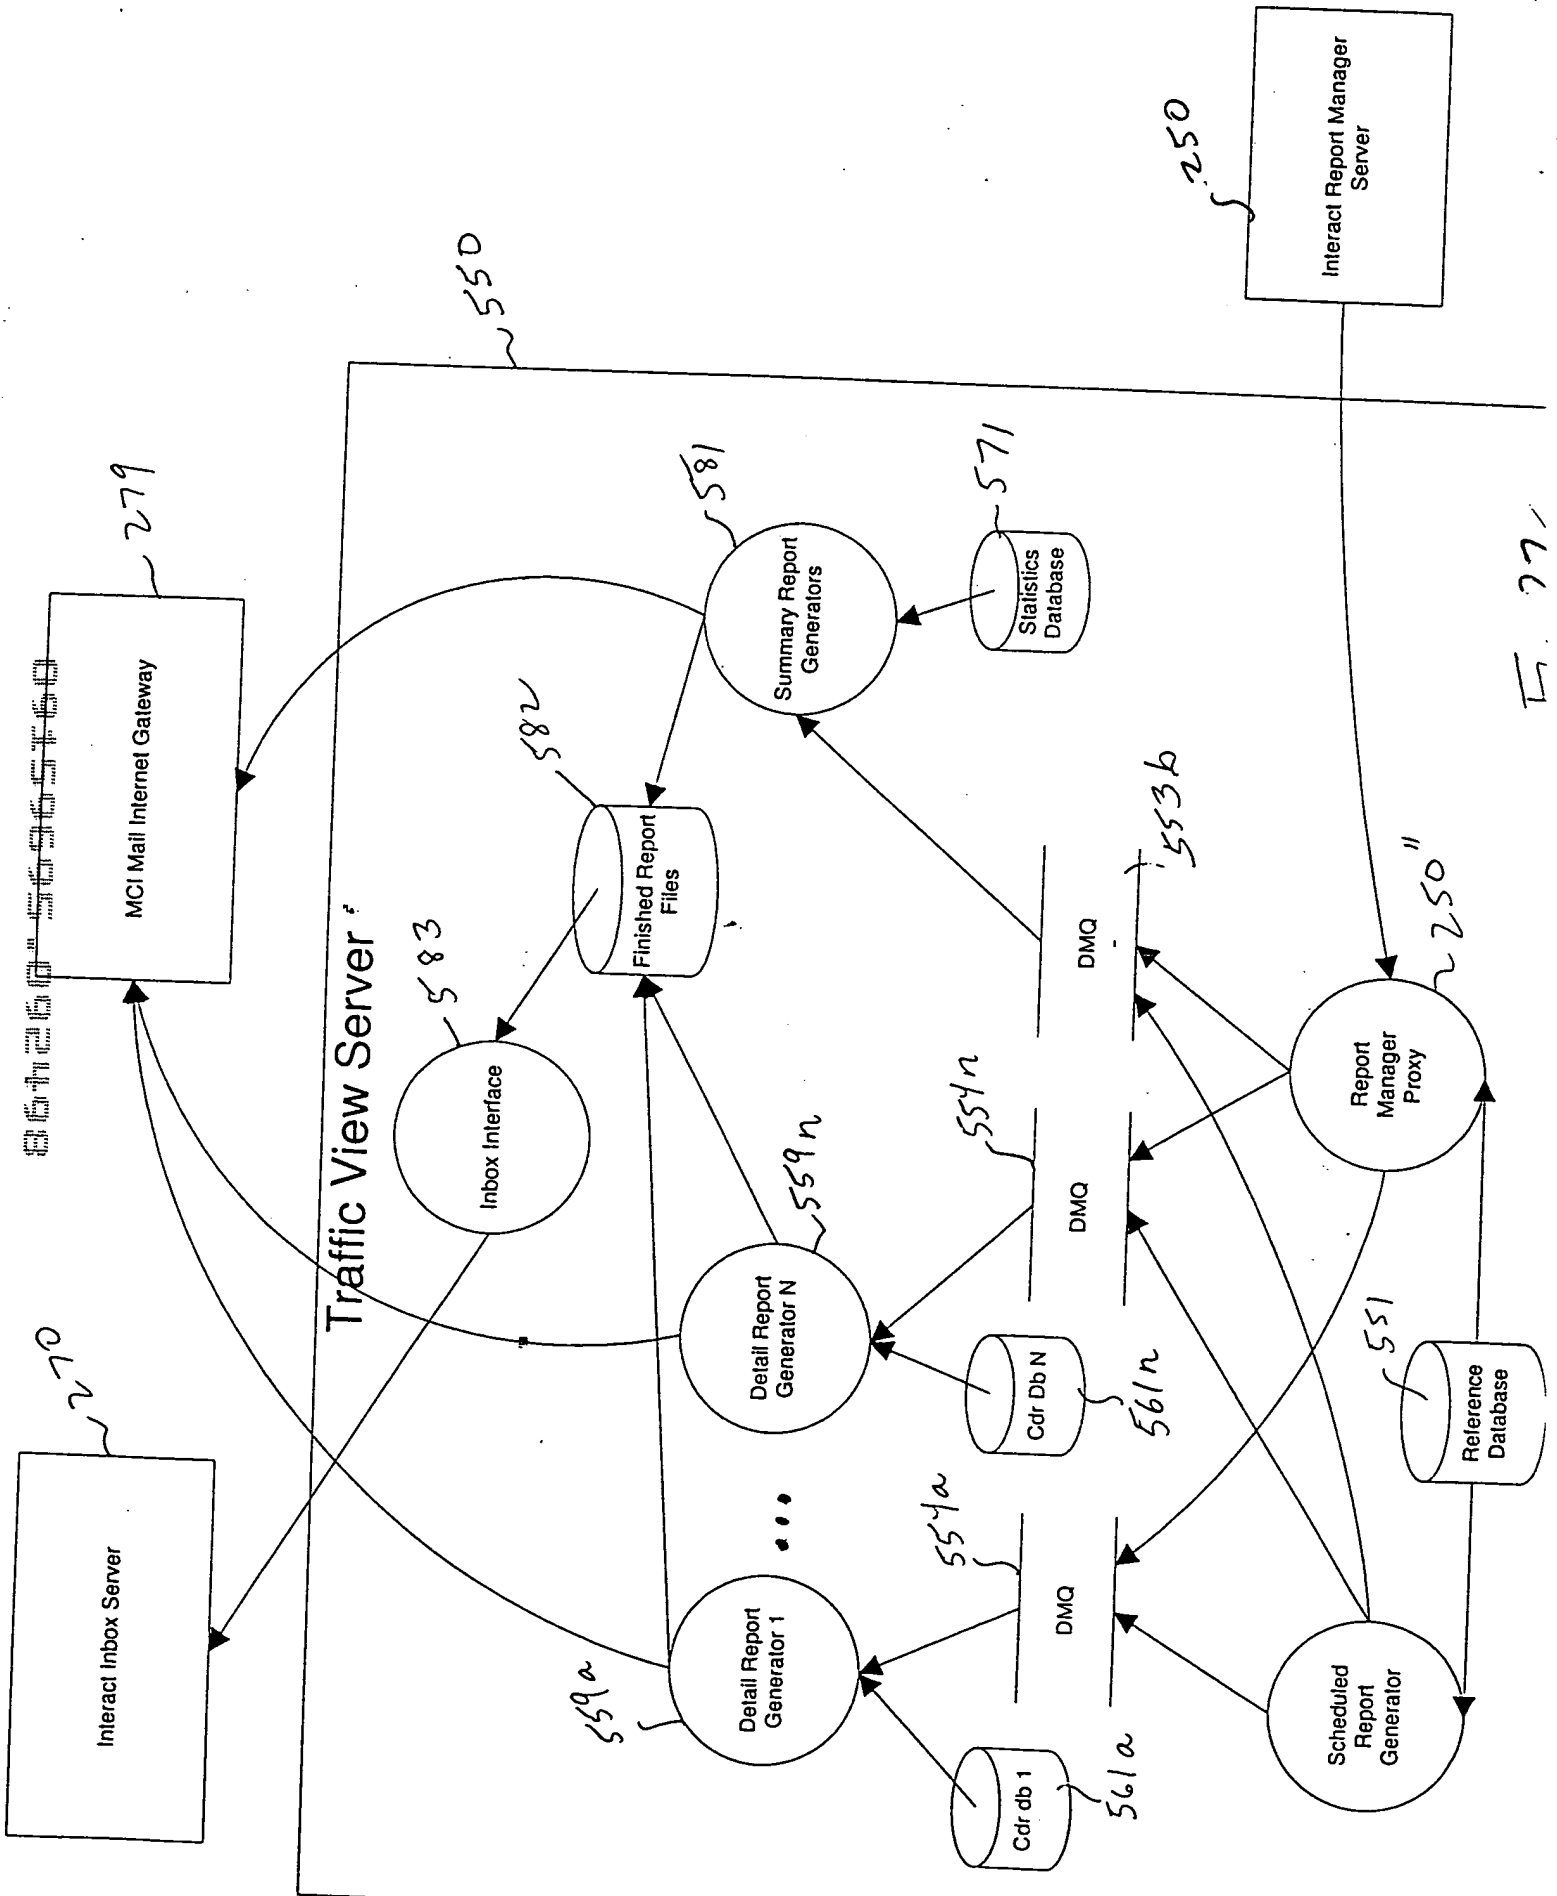 09159695.092498
Interact Inbox Server
270
MCI Mail Internet Gateway
279
Traffic View Server
550
Inbox Interface
583
Finished Report
Files
582
559a
Detail Report
Generator 1
Detail Report
Generator N
559n
Summary Report
Generators
581
Cdr db 1
561a
554a
DMQ
Cdr Db N
561n
554n
DMQ
DMQ
553b
Statistics
Database
571
Scheduled
Report
Generator
Reference
Database
551
Report
Manager
Proxy
250"
Interact Report Manager
Server
250